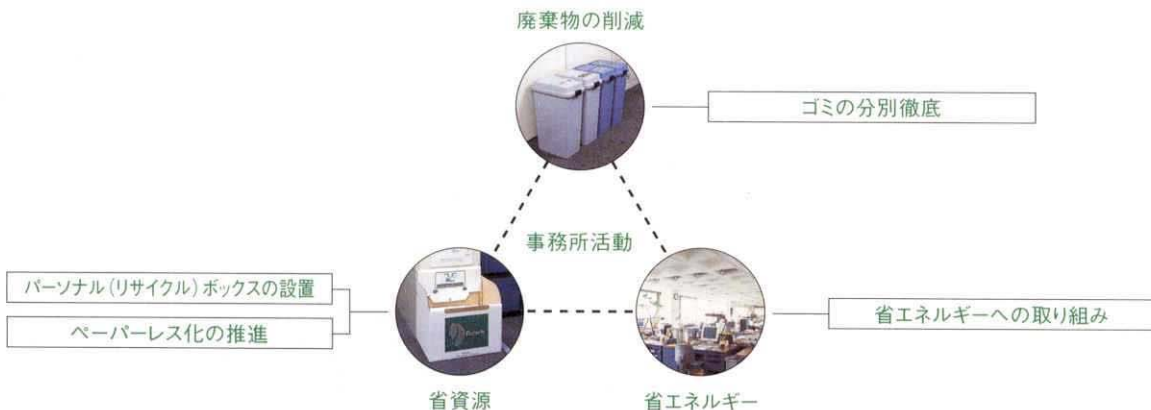 廃棄物の削減
ゴミの分別徹底
事務所活動
パーソナル(リサイクル)ボックスの設置
ペーパーレス化の推進
省エネルギーへの取り組み
省資源
省エネルギー